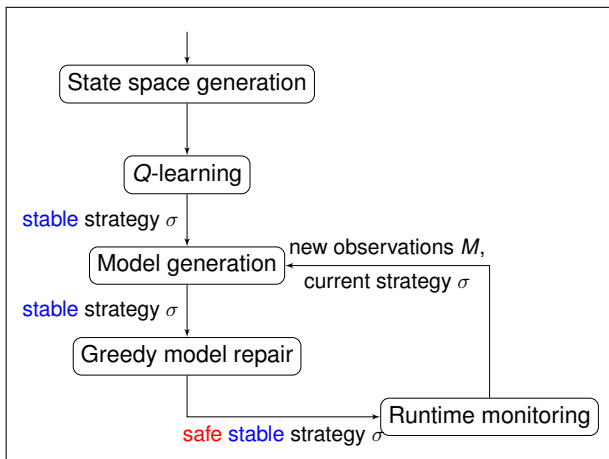 State space generation
Q-learning
stable strategy σ
new observations M,
Model generation
current strategy σ
stable strategy σ
Greedy model repair
Runtime monitoring
safe stable strategy σ